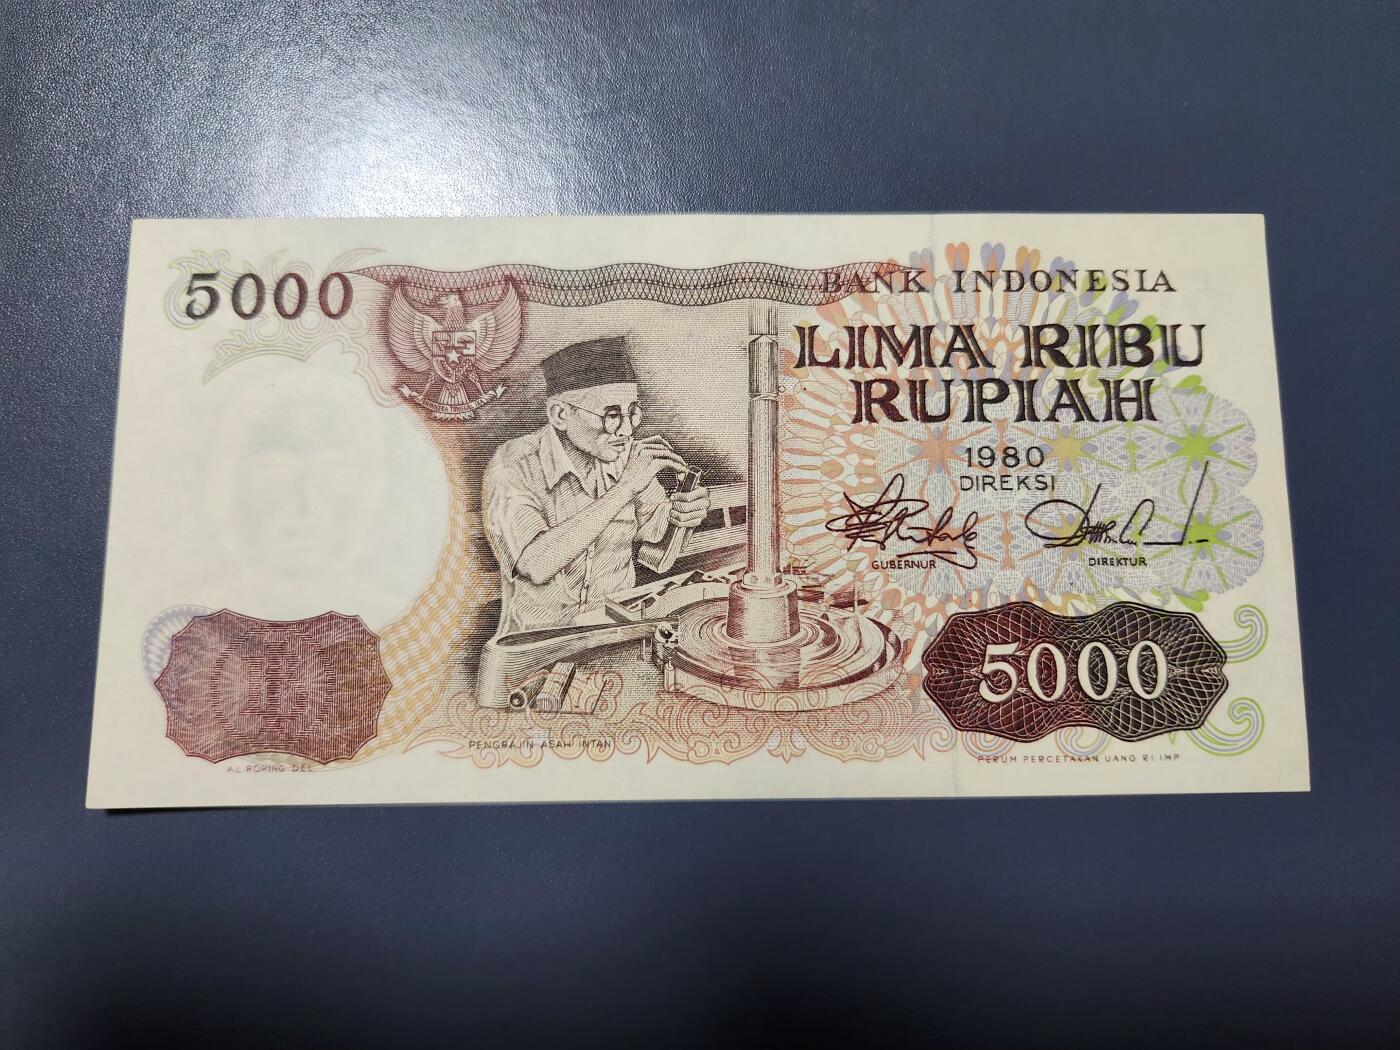 5000
BANK INDONESIA
LIMA RIBU
RUPIAH
1980
DIREKSI
GUBERNUR
DIREKTUR
5000
PENGRAJIN ASAH INTAN
A.L. RORING DEL.
PERUM PERCETAKAN UANG RI. IMP.